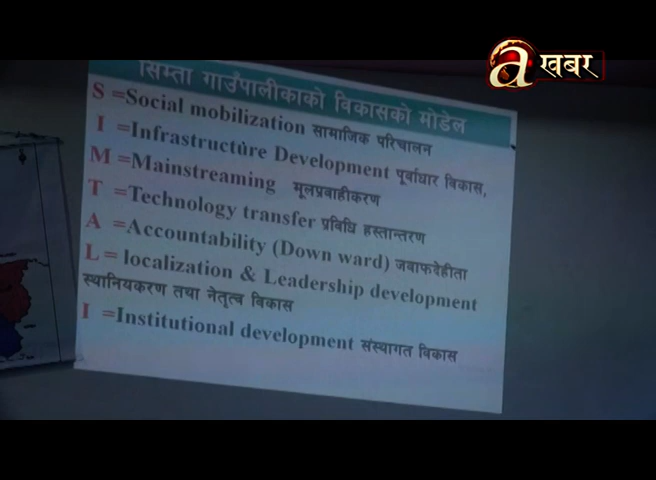 a खबर
सिम्ता गाउँपालीकाको विकासको मोडेल
S =Social mobilization सामाजिक परिचालन
I =Infrastructure Development पूर्वाधार विकास,
M =Mainstreaming मूलप्रवाहीकरण
T =Technology transfer प्रबिधि हस्तान्तरण
A =Accountability (Down ward) जवाफदेहीता
L= localization & Leadership development
स्थानियकरण तथा नेतृत्व विकास
I =Institutional development संस्थागत विकास